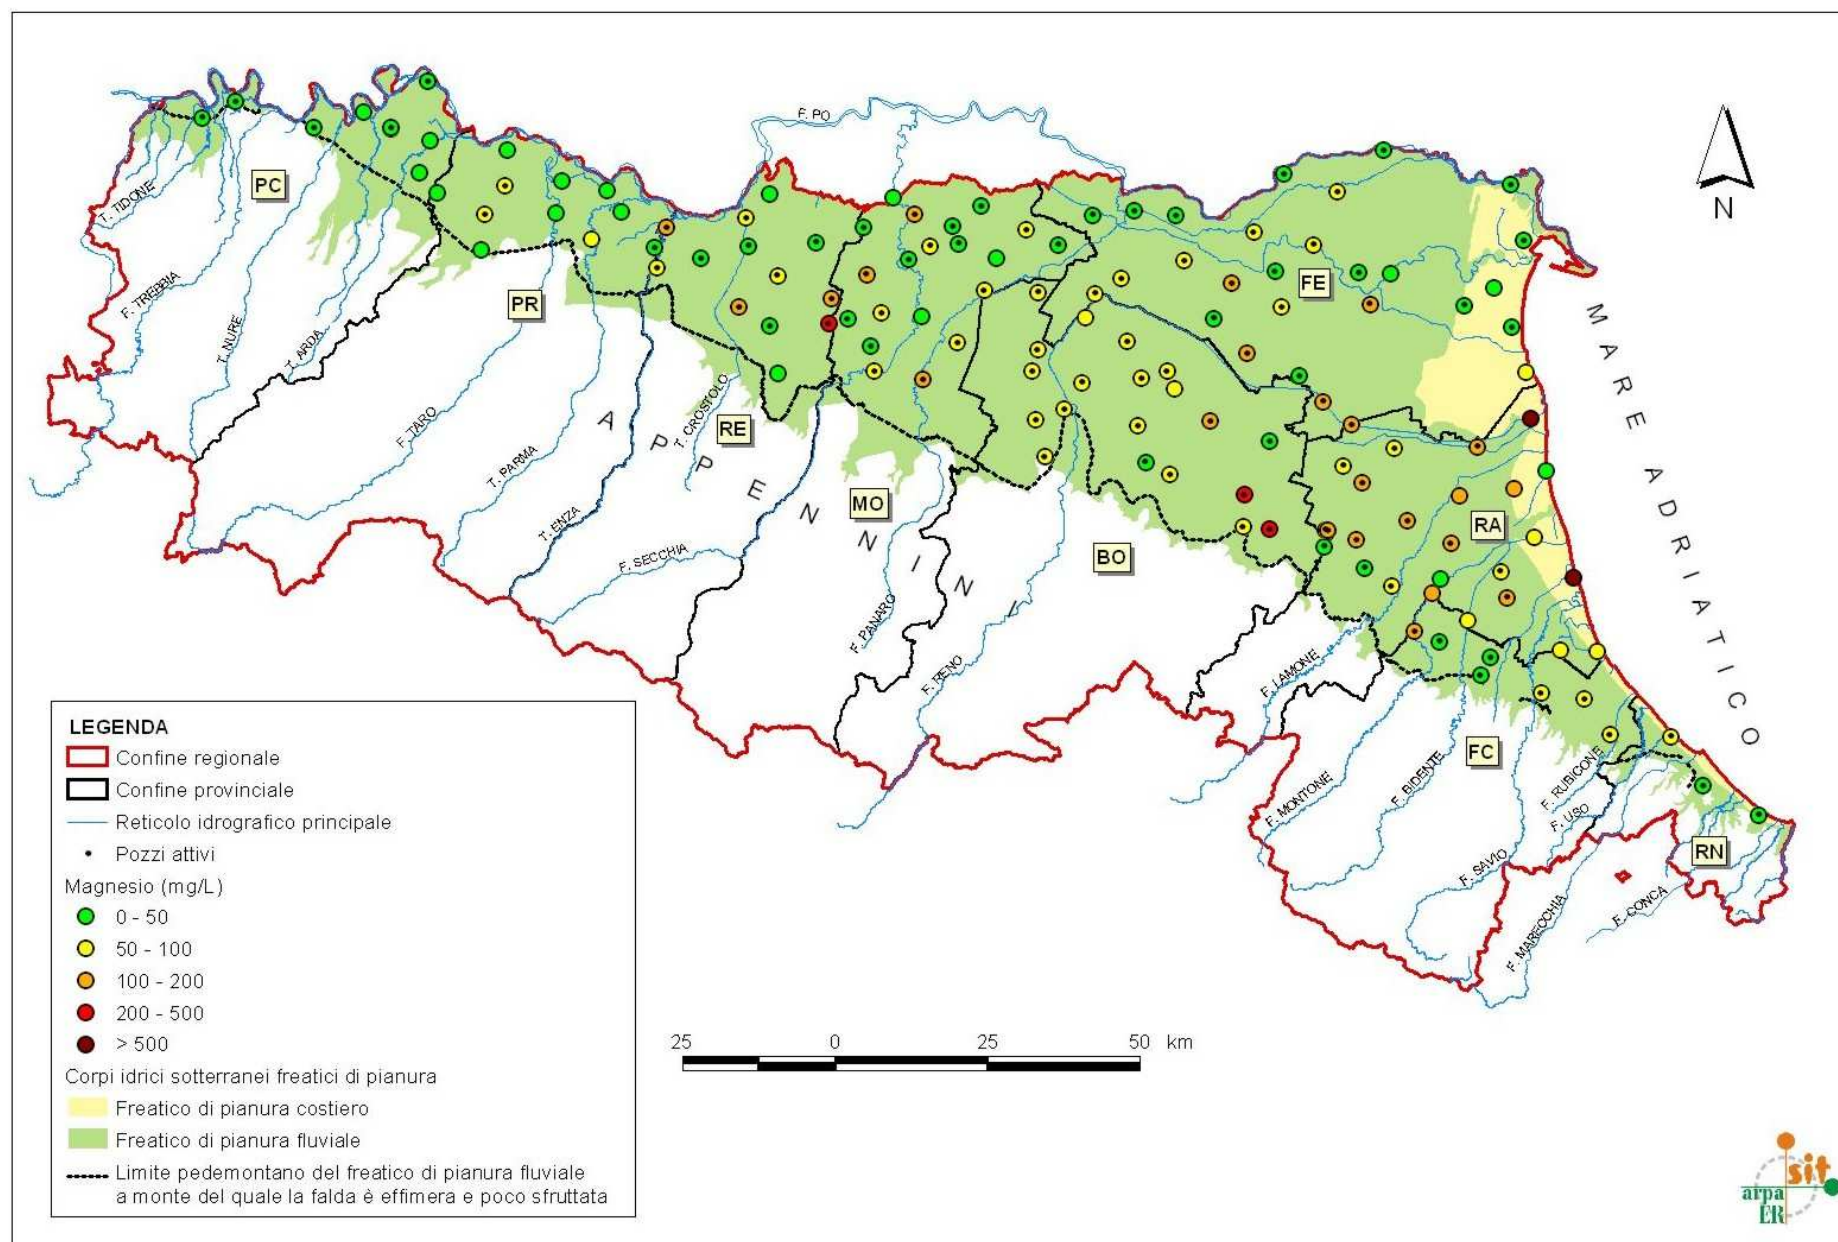 F. PO
N
PC
T. TIDONE
F. TREBBIA
T. NURE
T. ARDA
PR
F. TARO
T. PARMA
T. ENZA
T. CROSTOLO
RE
F. SECCHIA
MO
F. PANARO
F. RENO
BO
FE
RA
FC
RN
APPENNINI
MARE ADRIATICO
F. LAMONE
F. MONTONE
F. BIDENTE
F. SAVIO
F. RUBICONE
F. USO
F. MARECCHIA
F. CONCA
LEGENDA
Confine regionale
Confine provinciale
Reticolo idrografico principale
Pozzi attivi
Magnesio (mg/L)
0 - 50
50 - 100
100 - 200
200 - 500
> 500
Corpi idrici sotterranei freatici di pianura
Freatico di pianura costiero
Freatico di pianura fluviale
Limite pedemontano del freatico di pianura fluviale
a monte del quale la falda è effimera e poco sfruttata
25 0 25 50 km
sit
arpa
ER